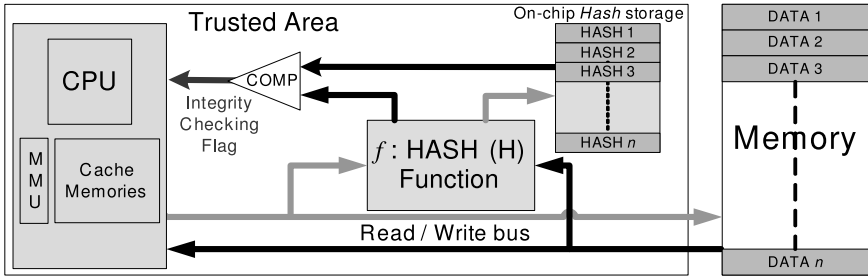 Trusted Area
On-chip Hash storage
CPU
COMP
HASH 1
HASH 2
HASH 3
HASH n
DATA 1
DATA 2
DATA 3
Memory
DATA n
Integrity
Checking
Flag
M
M
U
Cache
Memories
f : HASH (H)
Function
Read / Write bus